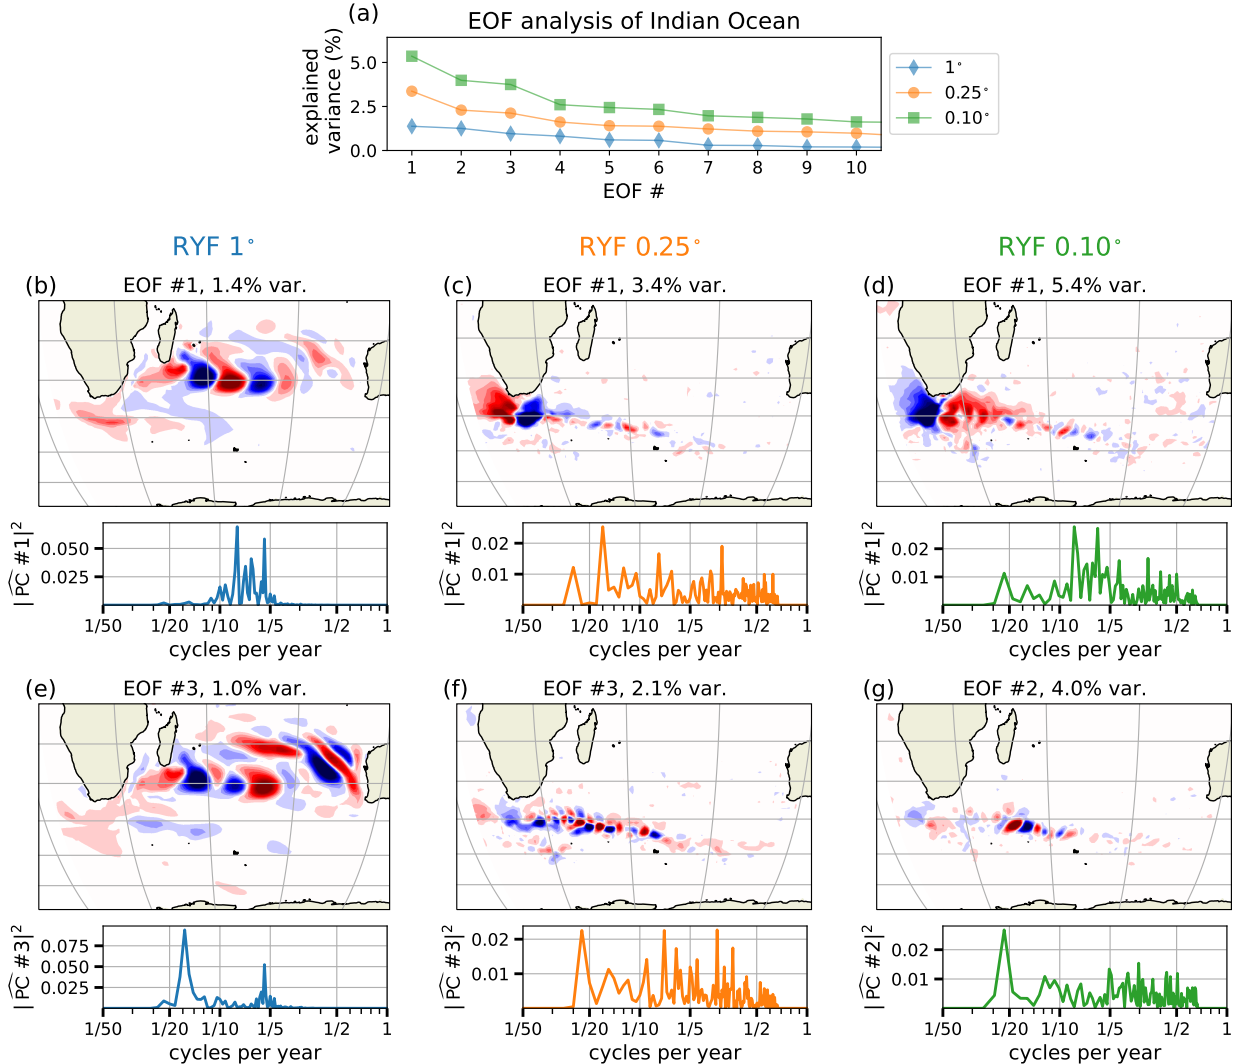 (a)
EOF analysis of Indian Ocean
explained
variance (%)
5.0
2.5
0.0
1 2 3 4 5 6 7 8 9 10
EOF #
1°
0.25°
0.10°
RYF 1°
RYF 0.25°
RYF 0.10°
(b)
EOF #1, 1.4% var.
(c)
EOF #1, 3.4% var.
(d)
EOF #1, 5.4% var.
|PC #1|²
0.050
0.025
1/50 1/20 1/10 1/5 1/2 1
cycles per year
|PC #1|²
0.02
0.01
1/50 1/20 1/10 1/5 1/2 1
cycles per year
|PC #1|²
0.02
0.01
1/50 1/20 1/10 1/5 1/2 1
cycles per year
(e)
EOF #3, 1.0% var.
(f)
EOF #3, 2.1% var.
(g)
EOF #2, 4.0% var.
|PC #3|²
0.075
0.050
0.025
1/50 1/20 1/10 1/5 1/2 1
cycles per year
|PC #3|²
0.02
0.01
1/50 1/20 1/10 1/5 1/2 1
cycles per year
|PC #2|²
0.02
0.01
1/50 1/20 1/10 1/5 1/2 1
cycles per year